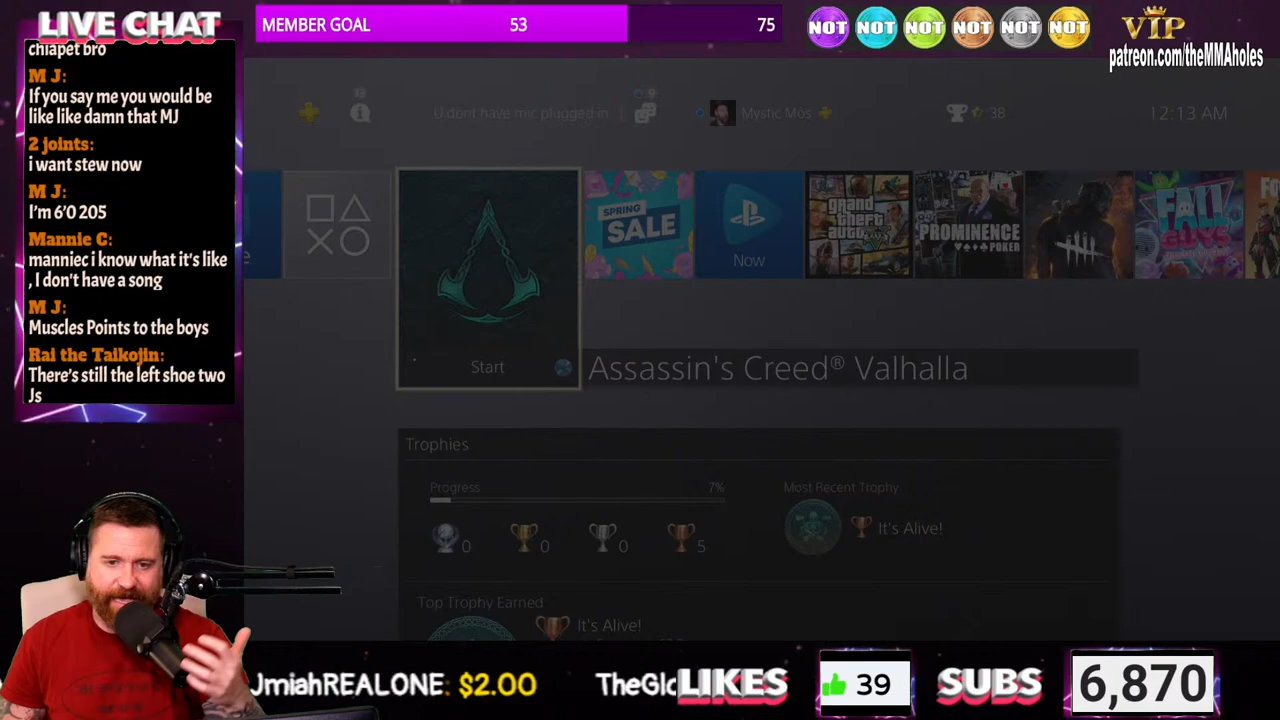 LIVE CHAT
chiapet bro
M J:
If you say me you would be
like like damn that MJ
2 joints:
i want stew now
M J:
I'm 6'0 205
Mannie C:
manniec i know what it's like
, I don't have a song
M J:
Muscles Points to the boys
Rai the Taikojin:
There's still the left shoe two
Js
MEMBER GOAL 53 75
NOT NOT NOT NOT NOT NOT
VIP
patreon.com/theMMAholes
U dont have mic plugged in
Mystic Mos
38
12:13 AM
SPRING
SALE
Now
grand
theft
auto
V
PROMINENCE
POKER
FALL
GUYS
Start
Assassin's Creed® Valhalla
Trophies
Progress 7%
0 0 0 5
Most Recent Trophy
It's Alive!
Top Trophy Earned
It's Alive!
JmiahREALONE: $2.00
TheGlo
LIKES
39
SUBS
6,870